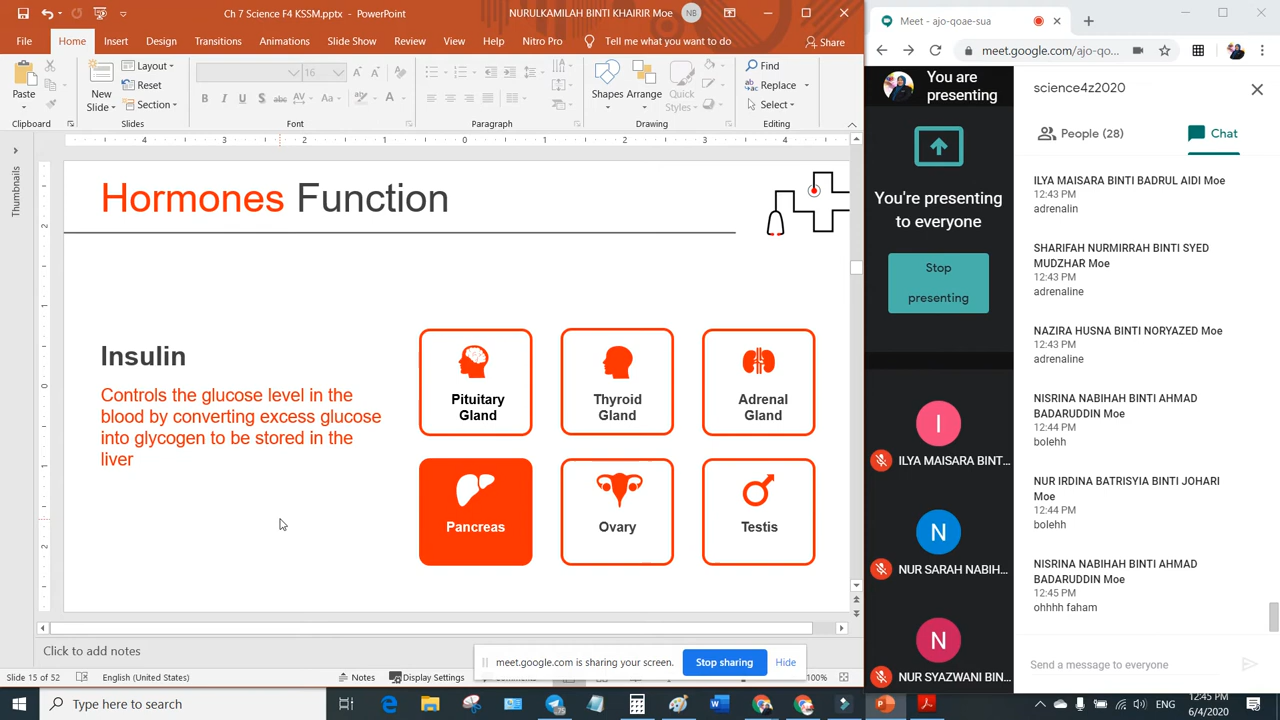 Ch 7 Science F4 KSSM.pptx
NURUKAMILAH BINTI KHAIRIR Moe
NB
File Home Insert Design Transitions Animations Slide Show Review View Nitro Pro Tell me what you want to do Share
Paste
New
Slide
Layout
Reset
Section
16
B I U S abc AV Aa A
Shapes Arrange Quick
Styles
Find
Replace
Select
Clipboard Slides Font Paragraph Drawing Editing
Thumbnails
Hormones Function
Insulin
Controls the glucose level in the
blood by converting excess glucose
into glycogen to be stored in the
liver
Pituitary
Gland
Thyroid
Gland
Adrenal
Gland
Pancreas
Ovary
Testis
Click to add notes
meet.google.com is sharing your screen. Stop sharing Hide
Slide 15 of 52 English (United States) Notes Display Settings 100%
Type here to search
Meet - ajo-qoae-sua
meet.google.com/ajo-qo...
You are
presenting
You're presenting
to everyone
Stop
presenting
I
ILYA MAISARA BINT...
N
NUR SARAH NABIH...
N
NUR SYAZWANI BIN...
science4z2020
People (28) Chat
ILYA MAISARA BINTI BADRUL AIDI Moe
12:43 PM
adrenalin
SHARIFAH NURMIRRAH BINTI SYED
MUDZHAR Moe
12:43 PM
adrenaline
NAZIRA HUSNA BINTI NORYAZED Moe
12:43 PM
adrenaline
NISRINA NABIHAH BINTI AHMAD
BADARUDDIN Moe
12:44 PM
bolehh
NUR IRDINA BATRISYIA BINTI JOHARI
Moe
12:44 PM
bolehh
NISRINA NABIHAH BINTI AHMAD
BADARUDDIN Moe
12:45 PM
ohhhh faham
Send a message to everyone
12:45 PM
6/4/2020